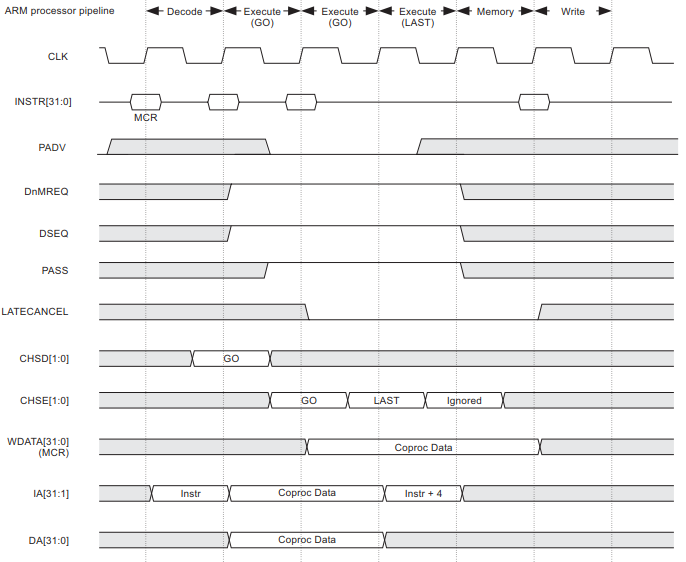 ARM processor pipeline
Decode
Execute
(GO)
Execute
(GO)
Execute
(LAST)
Memory
Write
CLK
INSTR[31:0]
MCR
PADV
DnMREQ
DSEQ
PASS
LATECANCEL
CHSD[1:0]
GO
CHSE[1:0]
GO
LAST
Ignored
WDATA[31:0]
(MCR)
Coproc Data
IA[31:1]
Instr
Coproc Data
Instr + 4
DA[31:0]
Coproc Data